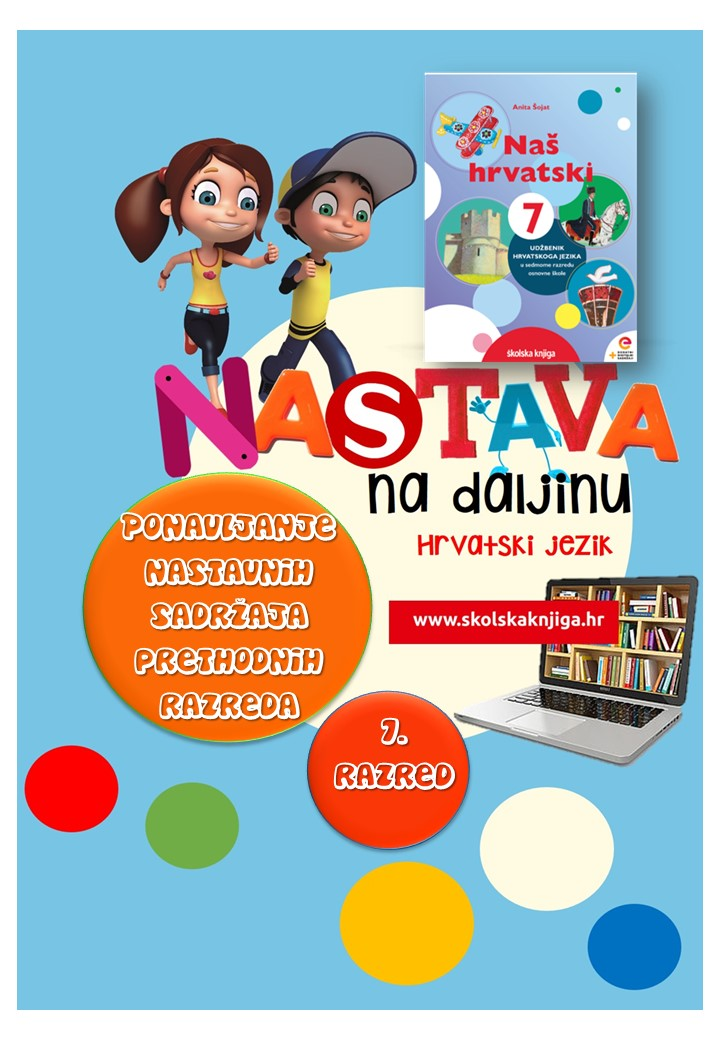 Anita Šojat
Naš
hrvatski
7
UDŽBENIK
HRVATSKOGA JEZIKA
u sedmome razredu
osnovne škole
školska knjiga
NASTAVA
na daljinu
Hrvatski jezik
PONAVLJANJE
NASTAVNIH
SADRŽAJA
PRETHODNIH
RAZREDA
www.skolskaknjiga.hr
7.
RAZRED